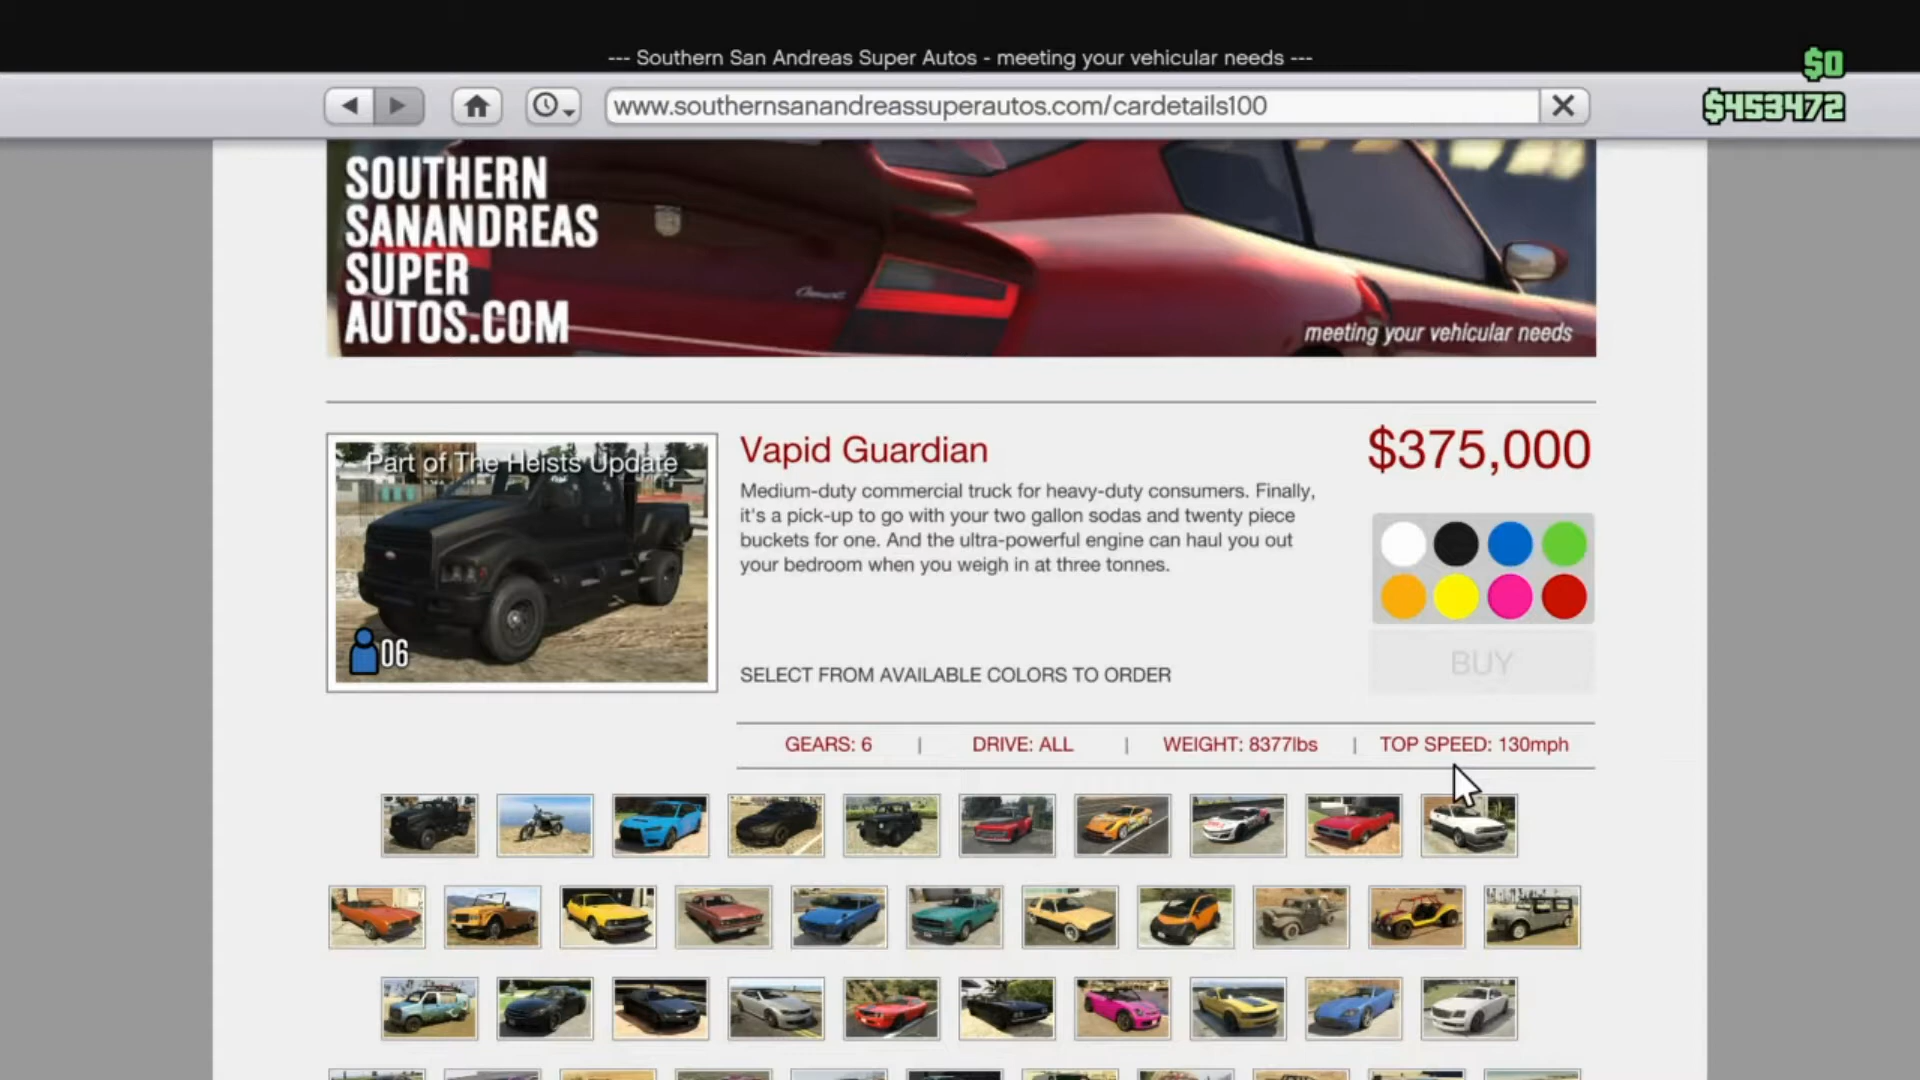 --- Southern San Andreas Super Autos - meeting your vehicular needs ---
$0
www.southernsanandreassuperautos.com/cardetails100
$453472
SOUTHERN
SANANDREAS
SUPER
AUTOS.COM
meeting your vehicular needs
Part of The Heists Update
06
Vapid Guardian
$375,000
Medium-duty commercial truck for heavy-duty consumers. Finally,
it's a pick-up to go with your two gallon sodas and twenty piece
buckets for one. And the ultra-powerful engine can haul you out
your bedroom when you weigh in at three tonnes.
SELECT FROM AVAILABLE COLORS TO ORDER
BUY
GEARS: 6 | DRIVE: ALL | WEIGHT: 8377lbs | TOP SPEED: 130mph